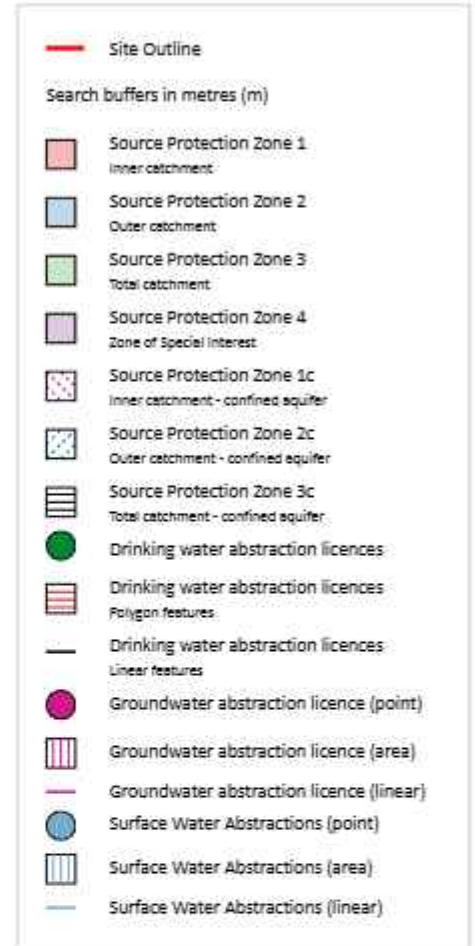 Site Outline
Search buffers in metres (m)
Source Protection Zone 1
Inner catchment
Source Protection Zone 2
Outer catchment
Source Protection Zone 3
Total catchment
Source Protection Zone 4
Zone of Special Interest
Source Protection Zone 1c
Inner catchment - confined aquifer
Source Protection Zone 2c
Outer catchment - confined aquifer
Source Protection Zone 3c
Total catchment - confined aquifer
Drinking water abstraction licences
Drinking water abstraction licences
Polygon features
Drinking water abstraction licences
Linear features
Groundwater abstraction licence (point)
Groundwater abstraction licence (area)
Groundwater abstraction licence (linear)
Surface Water Abstractions (point)
Surface Water Abstractions (area)
Surface Water Abstractions (linear)